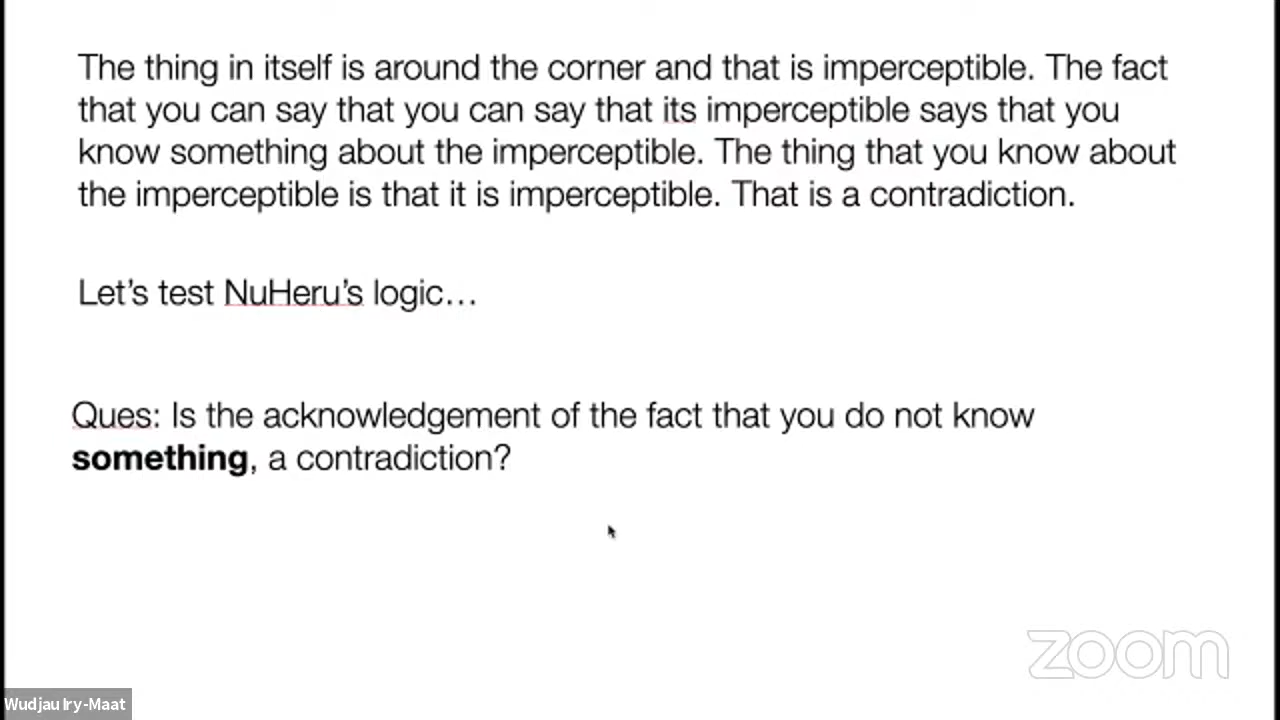 The thing in itself is around the corner and that is imperceptible. The fact
that you can say that you can say that its imperceptible says that you
know something about the imperceptible. The thing that you know about
the imperceptible is that it is imperceptible. That is a contradiction.
Let’s test NuHeru’s logic…
Ques: Is the acknowledgement of the fact that you do not know
something, a contradiction?
zoom
Wudjau Iry-Maat